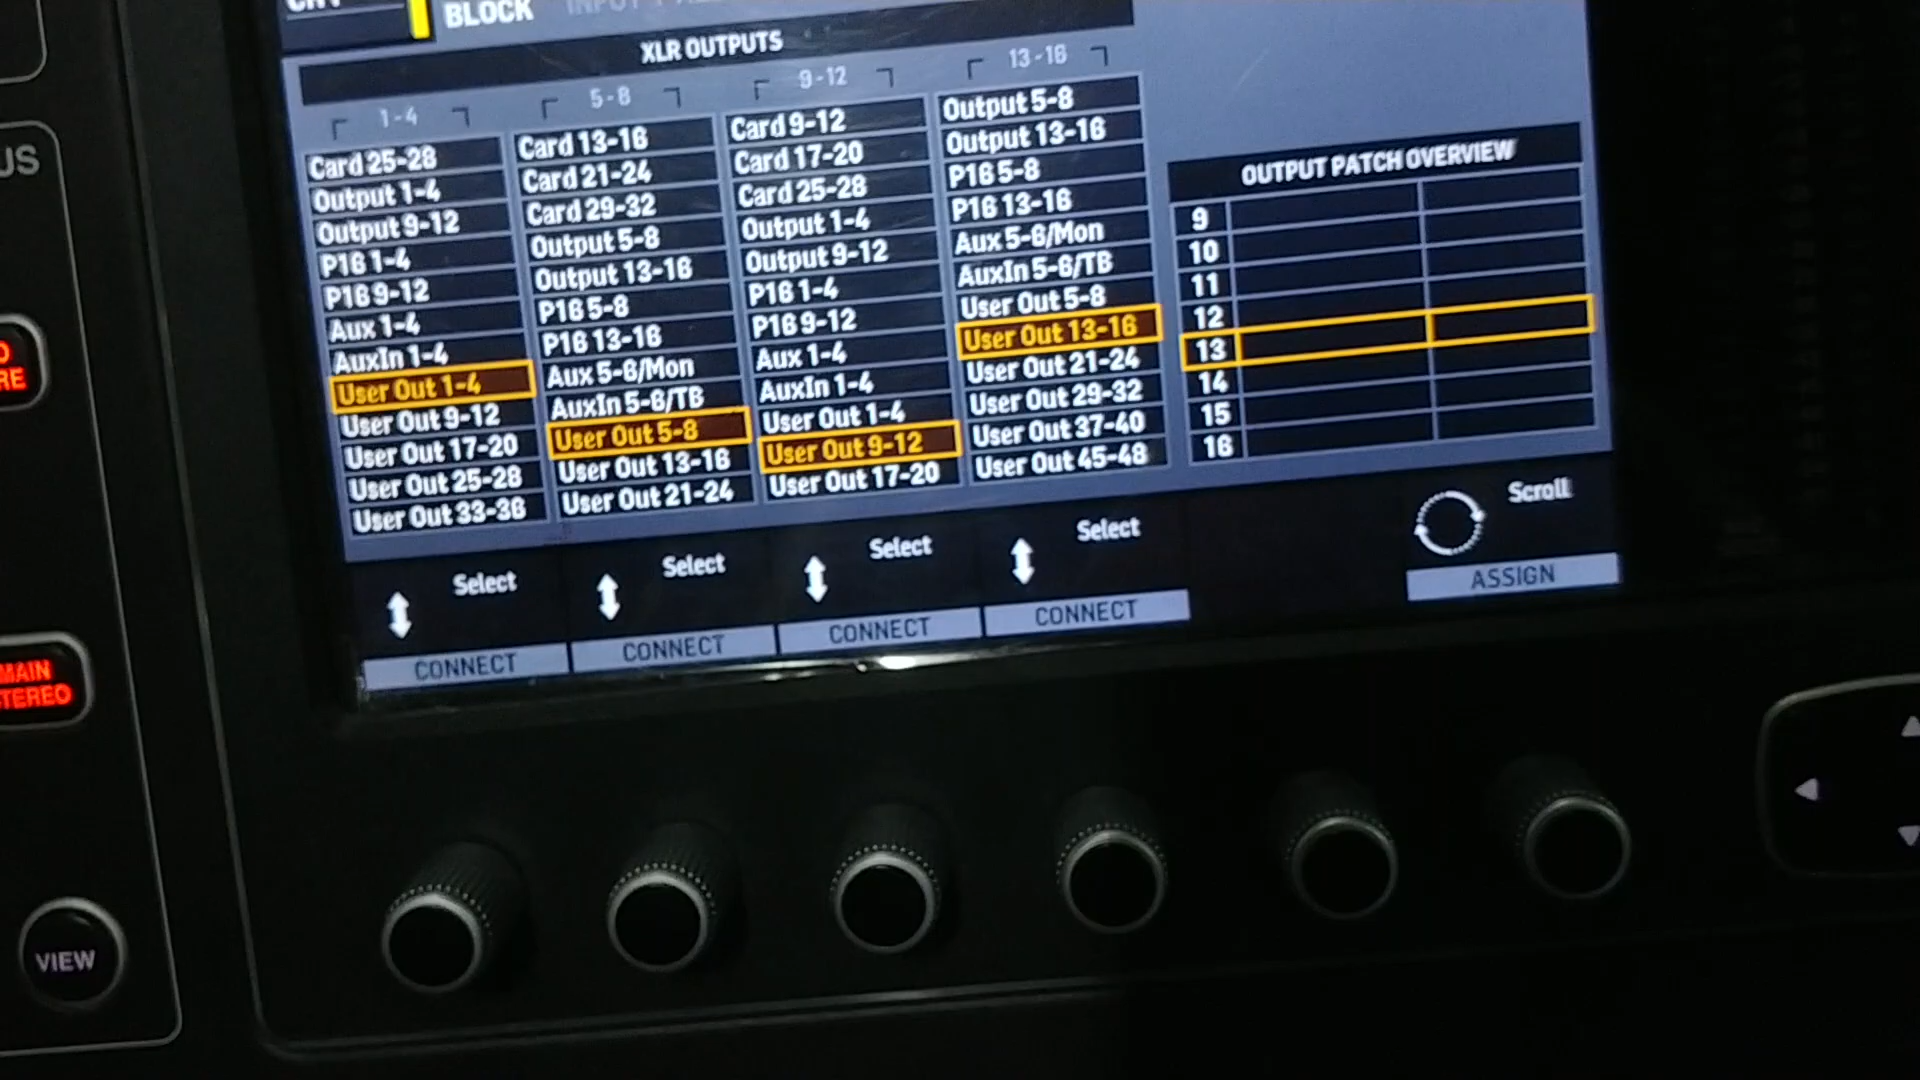 BLOCK
XLR OUTPUTS
1-4
Card 25-28
Output 1-4
Output 9-12
P16 1-4
P16 9-12
Aux 1-4
AuxIn 1-4
User Out 1-4
User Out 9-12
User Out 17-20
User Out 25-28
User Out 33-36
5-8
Card 13-16
Card 21-24
Card 29-32
Output 5-8
Output 13-16
P16 5-8
P16 13-16
Aux 5-6/Mon
AuxIn 5-6/TB
User Out 5-8
User Out 13-16
User Out 21-24
9-12
Card 9-12
Card 17-20
Card 25-28
Output 1-4
Output 9-12
P16 1-4
P16 9-12
Aux 1-4
AuxIn 1-4
User Out 1-4
User Out 9-12
User Out 17-20
13-16
Output 5-8
Output 13-16
P16 5-8
P16 13-16
Aux 5-6/Mon
AuxIn 5-6/TB
User Out 5-8
User Out 13-16
User Out 21-24
User Out 29-32
User Out 37-40
User Out 45-48
OUTPUT PATCH OVERVIEW
9
10
11
12
13
14
15
16
Select
Select
Select
Select
Scroll
CONNECT
CONNECT
CONNECT
CONNECT
ASSIGN
US
RE
MAIN
TEREO
VIEW